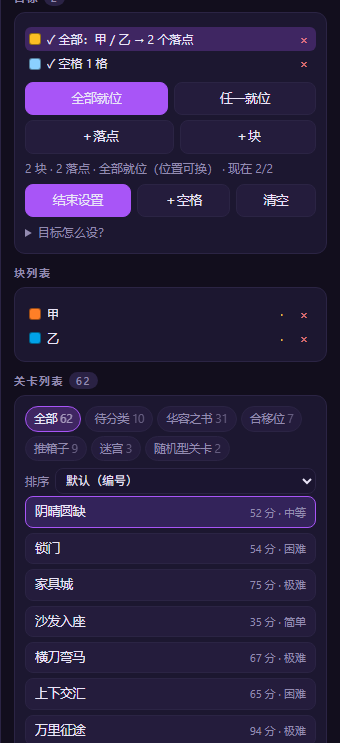 目标 2
✓ 全部：甲 / 乙 → 2 个落点 ×
✓ 空格 1 格 ×
全部就位 任一就位
+ 落点 + 块
2 块 · 2 落点 · 全部就位（位置可换） · 现在 2/2
结束设置 + 空格 清空
▶ 目标怎么设?
块列表
甲 · ×
乙 · ×
关卡列表 62
全部 62 待分类 10 华容之书 31 合移位 7
推箱子 9 迷宫 3 随机型关卡 2
排序 默认（编号）
阴晴圆缺 52 分 · 中等
锁门 54 分 · 困难
家具城 75 分 · 极难
沙发入座 35 分 · 简单
横刀弯马 67 分 · 极难
上下交汇 65 分 · 困难
万里征途 94 分 · 极难